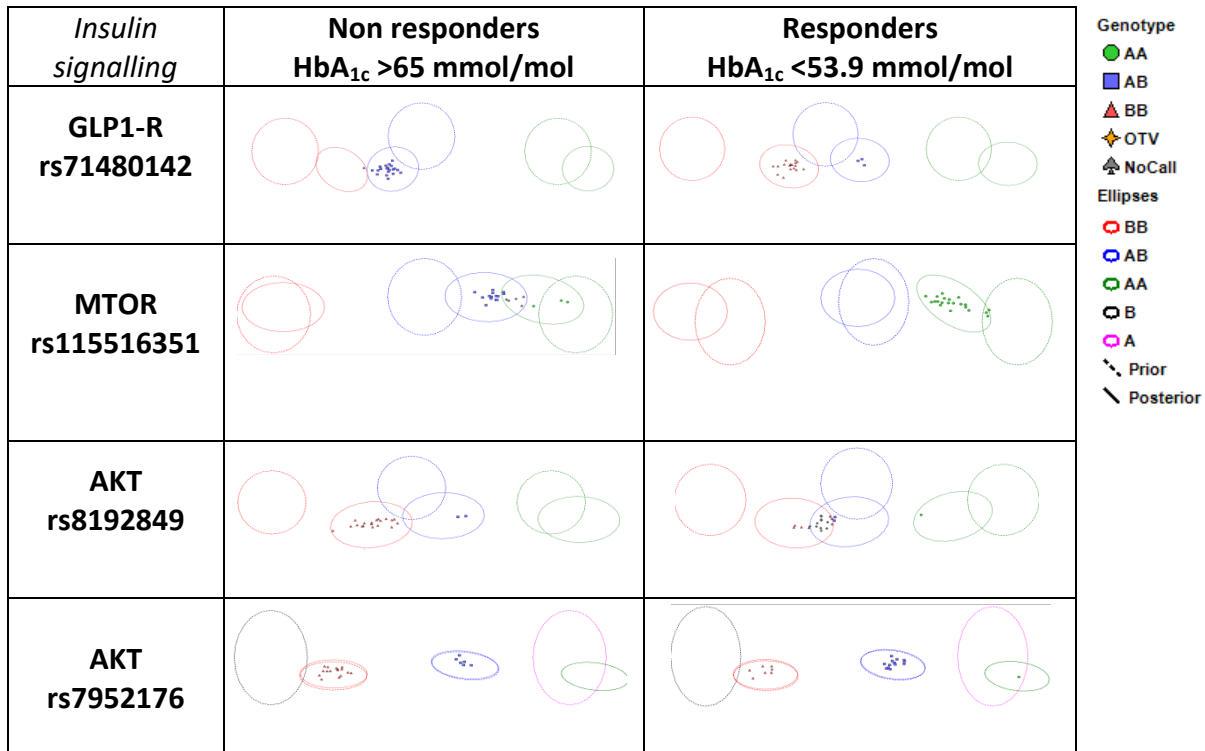 Insulin
signalling
Non responders
HbA1c >65 mmol/mol
Responders
HbA1c <53.9 mmol/mol
GLP1-R
rs71480142
MTOR
rs115516351
AKT
rs8192849
AKT
rs7952176
Genotype
AA
AB
BB
OTV
NoCall
Ellipses
BB
AB
AA
B
A
Prior
Posterior